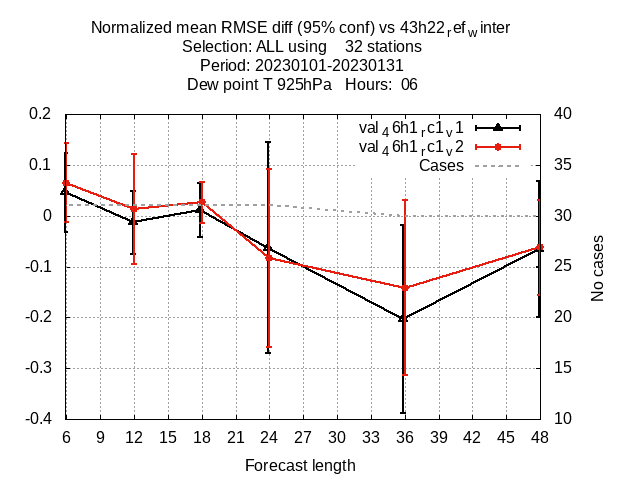 Normalized mean RMSE diff (95% conf) vs 43h22ref_winter
Selection: ALL using    32 stations
Period: 20230101-20230131
Dew point T 925hPa   Hours:  06
val_46h1_rc1_v1
val_46h1_rc1_v2
Cases
0.2
0.1
0
-0.1
-0.2
-0.3
-0.4
40
35
30
25
20
15
10
No cases
6 9 12 15 18 21 24 27 30 33 36 39 42 45 48
Forecast length